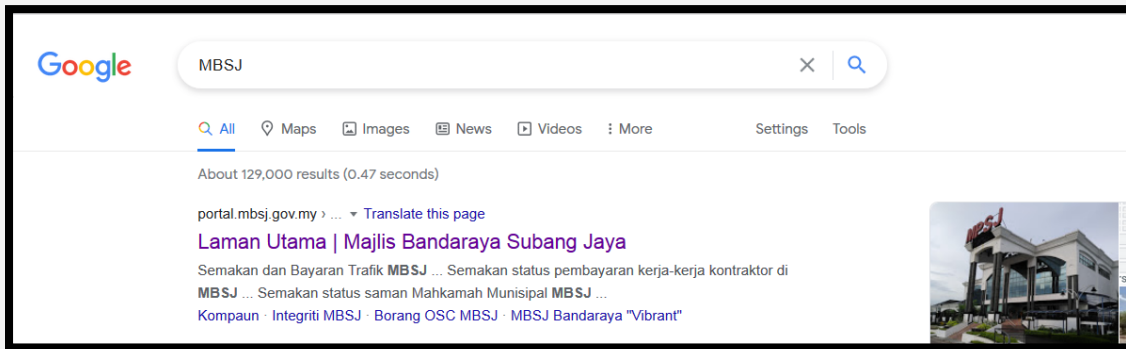 Google
MBSJ
All Maps Images News Videos More Settings Tools
About 129,000 results (0.47 seconds)
portal.mbsj.gov.my › ... Translate this page
Laman Utama | Majlis Bandaraya Subang Jaya
Semakan dan Bayaran Trafik MBSJ ... Semakan status pembayaran kerja-kerja kontraktor di
MBSJ ... Semakan status saman Mahkamah Munisipal MBSJ ...
Kompaun · Integriti MBSJ · Borang OSC MBSJ · MBSJ Bandaraya "Vibrant"
MPSJ